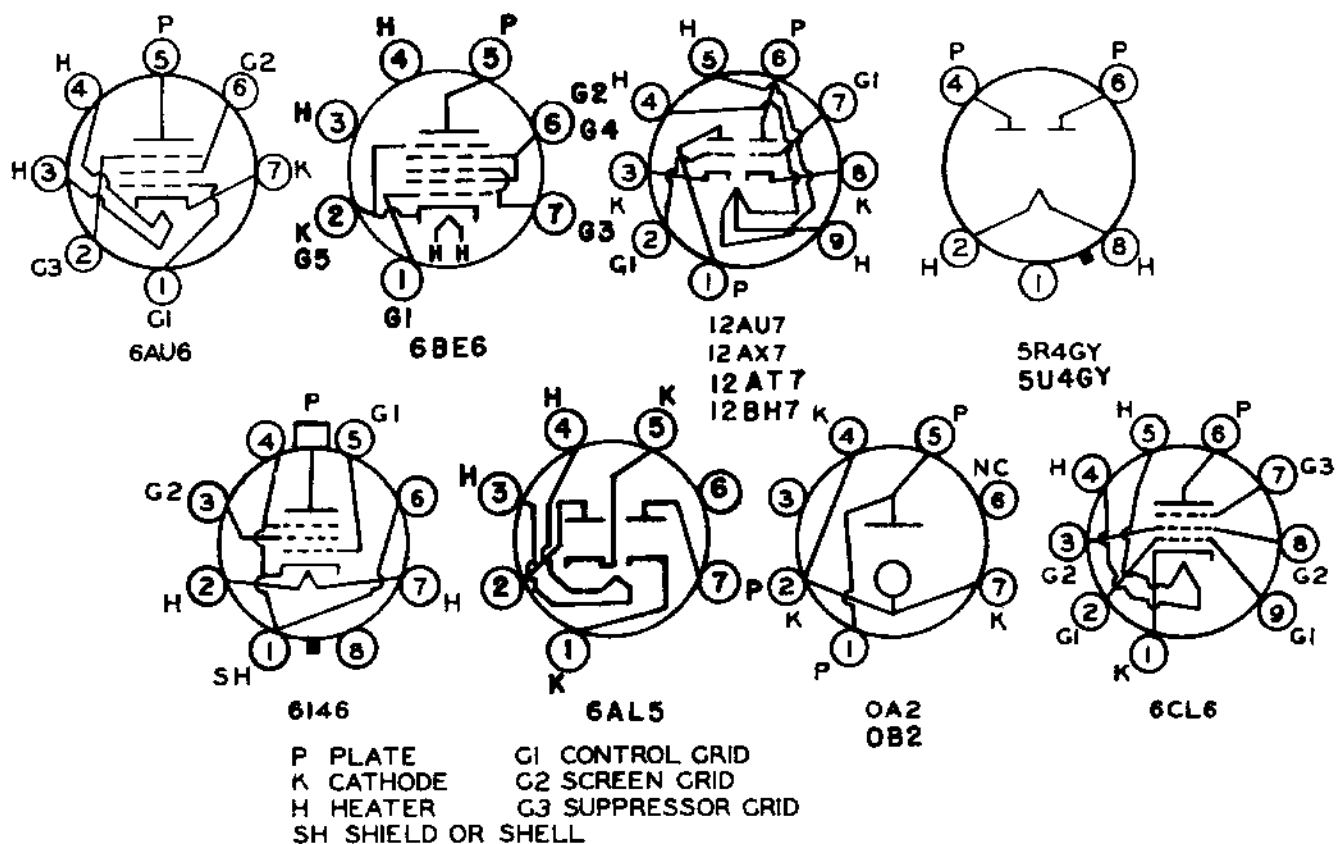 H
P
H
P
H
P
P
P
4
5
G2
6
4
5
G2
5
6
G1
4
6
H
3
7
K
H
3
6
G4
H
4
7
G3
2
K
G5
2
7
G3
3
K
8
K
1
G1
1
G1
G1
2
9
H
1
P
H
2
8
H
1
6AU6
6BE6
12AU7
12AX7
12AT7
12BH7
5R4GY
5U4GY
P
4
5
G1
G2
3
6
H
2
7
H
SH
1
8
6146
H
4
K
5
H
3
6
2
7
P
1
K
6AL5
K
4
5
P
3
NC
6
2
K
7
K
P
1
0A2
0B2
H
5
6
P
H
4
7
G3
3
G2
8
G2
G1
2
9
G1
K
1
6CL6
P PLATE
K CATHODE
H HEATER
SH SHIELD OR SHELL
G1 CONTROL GRID
G2 SCREEN GRID
G3 SUPPRESSOR GRID